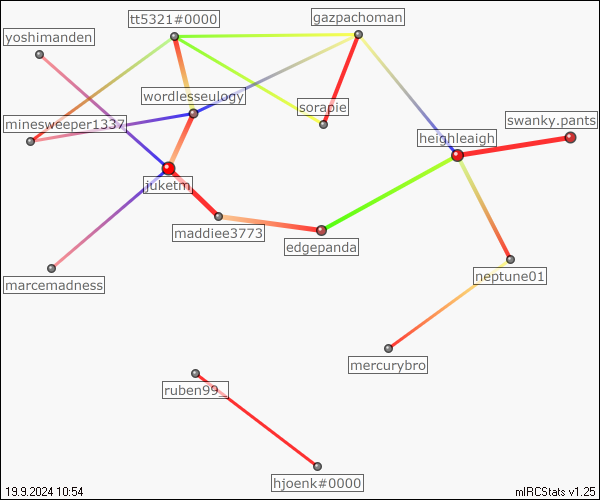 gazpachoman
tt5321#0000
yoshimanden
wordlesseulogy
sorapie
swanky.pants
minesweeper1337
heighleaigh
juketm
maddiee3773
edgepanda
marcemadness
neptune01
mercurybro
ruben99_
hjoenk#0000
19.9.2024 10:54
mIRCStats v1.25